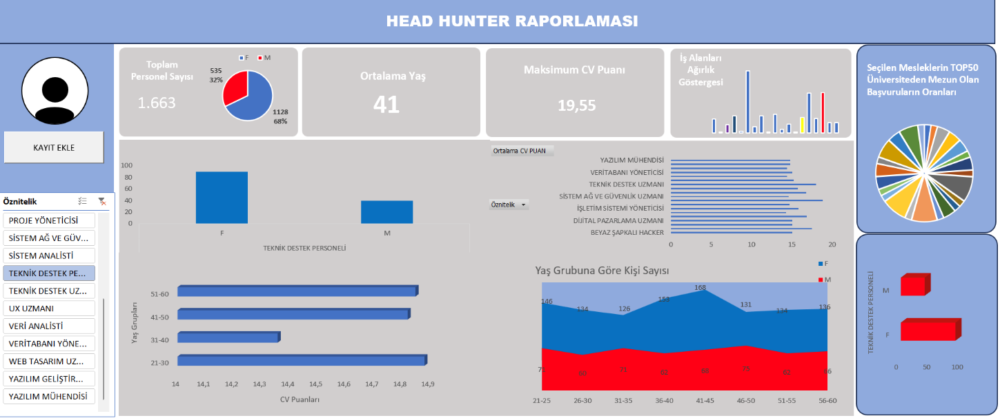 HEAD HUNTER RAPORLAMASI
KAYIT EKLE
Öznitelik
PROJE YÖNETİCİSİ
SİSTEM AĞ VE GÜV...
SİSTEM ANALİSTİ
TEKNİK DESTEK PE...
TEKNİK DESTEK UZ...
UX UZMANI
VERİ ANALİSTİ
VERİTABANI YÖNE...
WEB TASARIM UZ...
YAZILIM GELİŞTİR...
YAZILIM MÜHENDİSİ
Toplam
Personel Sayısı
1.663
F M
535
32%
1128
68%
Ortalama Yaş
41
Maksimum CV Puanı
19,55
İş Alanları
Ağırlık
Göstergesi
Seçilen Mesleklerin TOP50
Üniversiteden Mezun Olan
Başvuruların Oranları
100
80
60
40
20
0
F M
TEKNİK DESTEK PERSONELİ
Ortalama CV PUAN
Öznitelik
YAZILIM MÜHENDİSİ
VERİTABANI YÖNETİCİSİ
TEKNİK DESTEK UZMANI
SİSTEM AĞ VE GÜVENLİK UZMANI
İŞLETİM SİSTEMİ YÖNETİCİSİ
DİJİTAL PAZARLAMA UZMANI
BEYAZ ŞAPKALI HACKER
0 5 10 15 20
Yaş Grupları
51-60
41-50
31-40
21-30
14 14,1 14,2 14,3 14,4 14,5 14,6 14,7 14,8 14,9
CV Puanları
Yaş Grubuna Göre Kişi Sayısı
F
M
146 134 126 153 168 131 134 136
60 71 62 68 75 62 66
21-25 26-30 31-35 36-40 41-45 46-50 51-55 56-60
TEKNİK DESTEK PERSONELİ
M
F
0 50 100